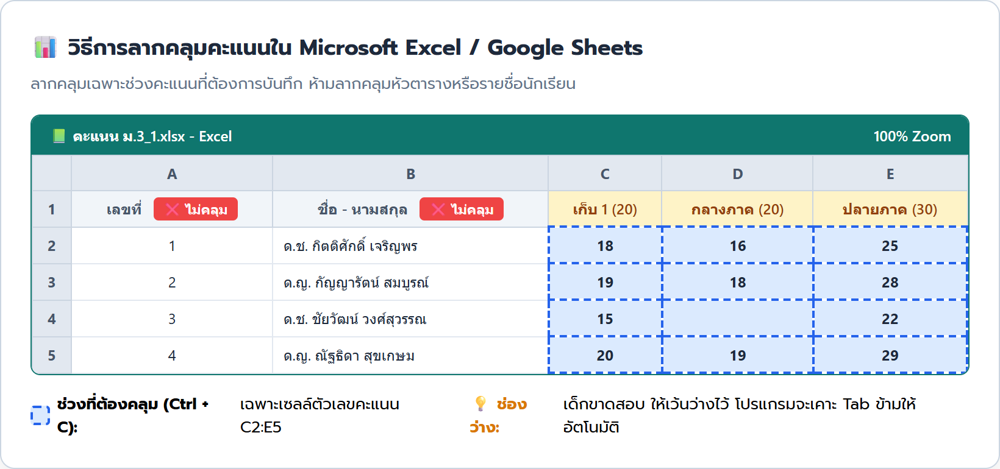 วิธีการลากคลุมคะแนนใน Microsoft Excel / Google Sheets
ลากคลุมเฉพาะช่วงคะแนนที่ต้องการบันทึก ห้ามลากคลุมหัวตารางหรือรายชื่อนักเรียน
คะแนน ม.3_1.xlsx - Excel 100% Zoom
A B C D E
1 เลขที่ ❌ ไม่คลุม ชื่อ - นามสกุล ❌ ไม่คลุม เก็บ 1 (20) กลางภาค (20) ปลายภาค (30)
2 1 ด.ช. กิตติศักดิ์ เจริญพร 18 16 25
3 2 ด.ญ. กัญญารัตน์ สมบูรณ์ 19 18 28
4 3 ด.ช. ชัยวัฒน์ วงศ์สุวรรณ 15 22
5 4 ด.ญ. ณัฐธิดา สุขเกษม 20 19 29
ช่วงที่ต้องคลุม (Ctrl +
C):
เฉพาะเซลล์ตัวเลขคะแนน
C2:E5
💡 ช่อง
ว่าง:
เด็กขาดสอบ ให้เว้นว่างไว้ โปรแกรมจะเคาะ Tab ข้ามให้
อัตโนมัติ